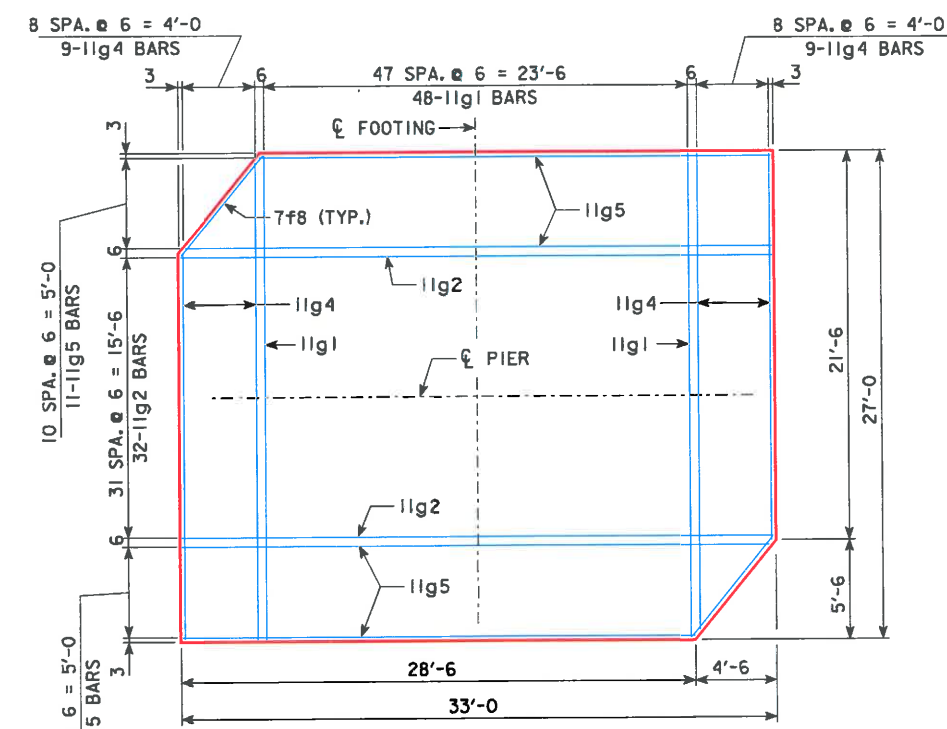 8 SPA. @ 6 = 4'-0
9-11g4 BARS
8 SPA. @ 6 = 4'-0
9-11g4 BARS
3
6
47 SPA. @ 6 = 23'-6
48-11g1 BARS
6
3
℄ FOOTING
3
7f8 (TYP.)
11g5
6
11g2
11g4
11g4
11g1
11g1
℄ PIER
10 SPA. @ 6 = 5'-0
11-11g5 BARS
31 SPA. @ 6 = 15'-6
32-11g2 BARS
21'-6
27'-0
11g2
6
11g5
5'-6
6 = 5'-0
5 BARS
3
28'-6
4'-6
33'-0